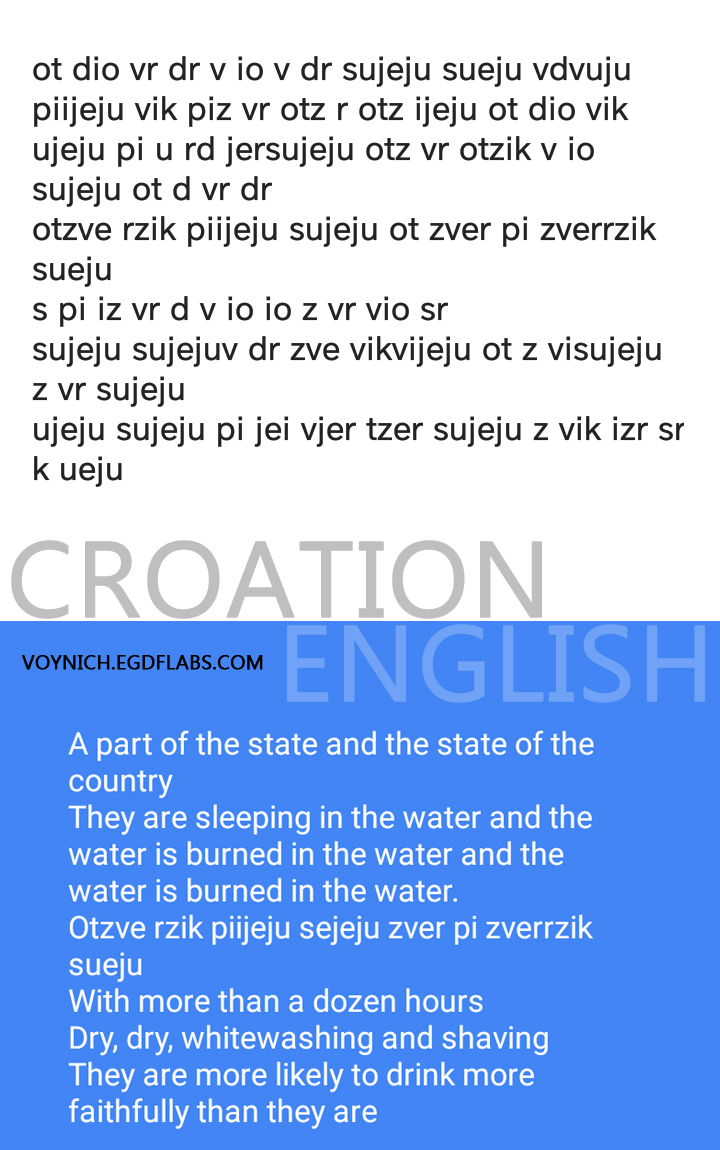 ot dio vr dr v io v dr sujeju sueju vdvuju
piijeju vik piz vr otz r otz ijeju ot dio vik
ujeju pi u rd jersujeju otz vr otzik v io
sujeju ot d vr dr
otzve rzik piijeju sujeju ot zver pi zverrzik
sueju
s pi iz vr d v io io z vr vio sr
sujeju sujejuv dr zve vikvijeju ot z visujeju
z vr sujeju
ujeju sujeju pi jei vjer tzer sujeju z vik izr sr
k ueju
CROATION
ENGLISH
VOYNICH.EGDFLABS.COM
A part of the state and the state of the
country
They are sleeping in the water and the
water is burned in the water and the
water is burned in the water.
Otzve rzik piijeju sejeju zver pi zverrzik
sueju
With more than a dozen hours
Dry, dry, whitewashing and shaving
They are more likely to drink more
faithfully than they are